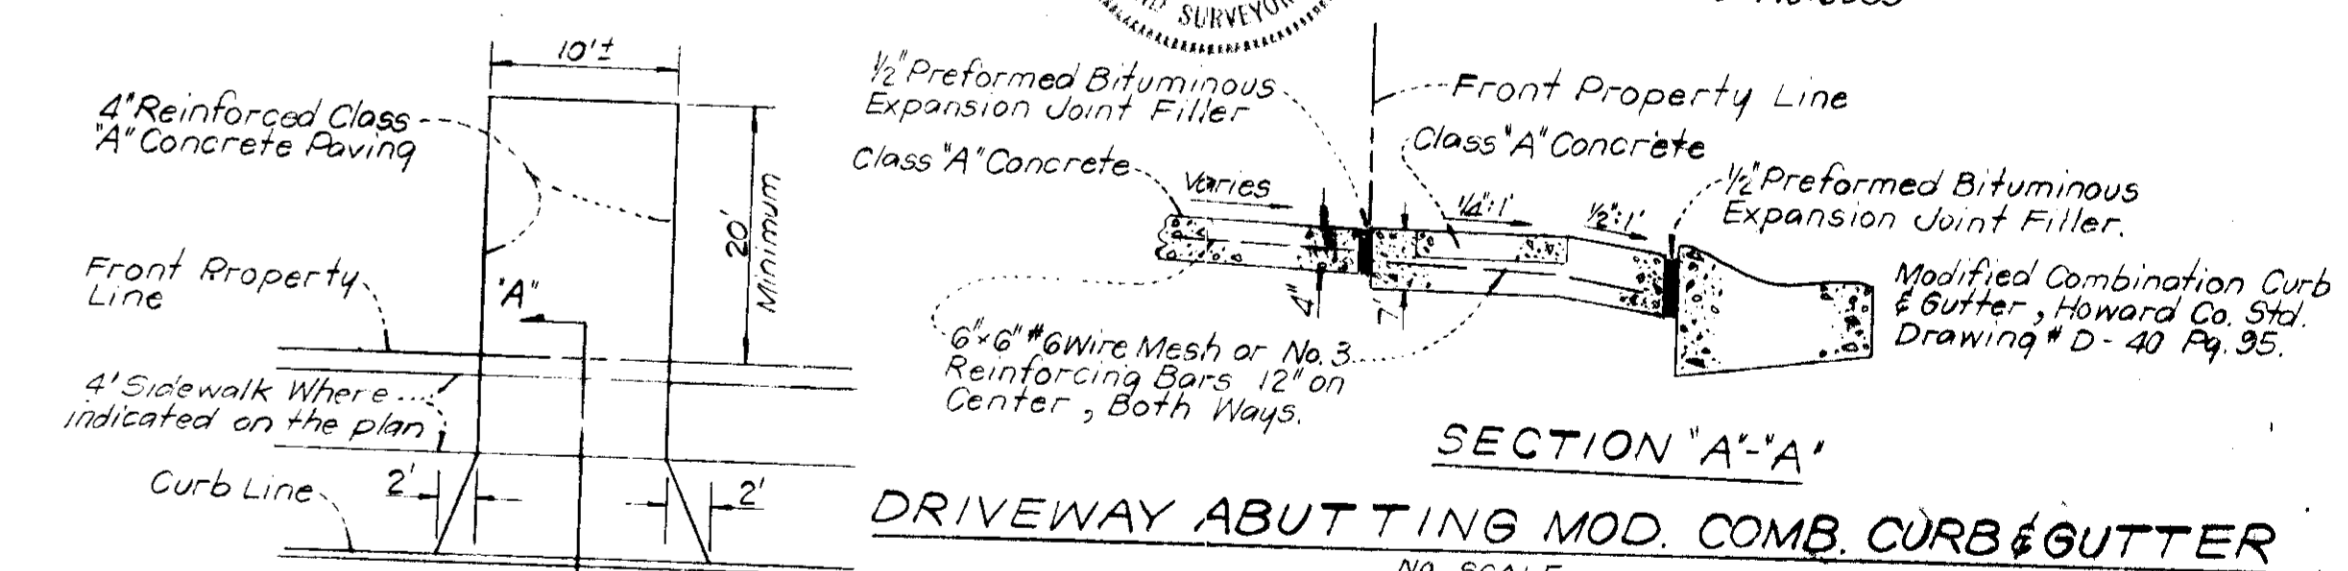 SURVEYOR
10'±
4" Reinforced Class
"A" Concrete Paving
20'
Minimum
Front Rroperty
Line
"A"
4' Sidewalk Where
indicated on the plan
Curb Line
2'
2'
1/2" Preformed Bituminous
Expansion Joint Filler
Class "A" Concrete
Varies
Front Property Line
Class "A" Concrete
1/4":1'
1/2":1'
1/2" Preformed Bituminous
Expansion Joint Filler.
4"
7"
6"x6" #6 Wire Mesh or No. 3
Reinforcing Bars 12" on
Center, Both Ways.
Modified Combination Curb
& Gutter, Howard Co. Std.
Drawing # D-40 Pg. 95.
SECTION "A"-"A"
DRIVEWAY ABUTTING MOD. COMB. CURB & GUTTER
NO SCALE